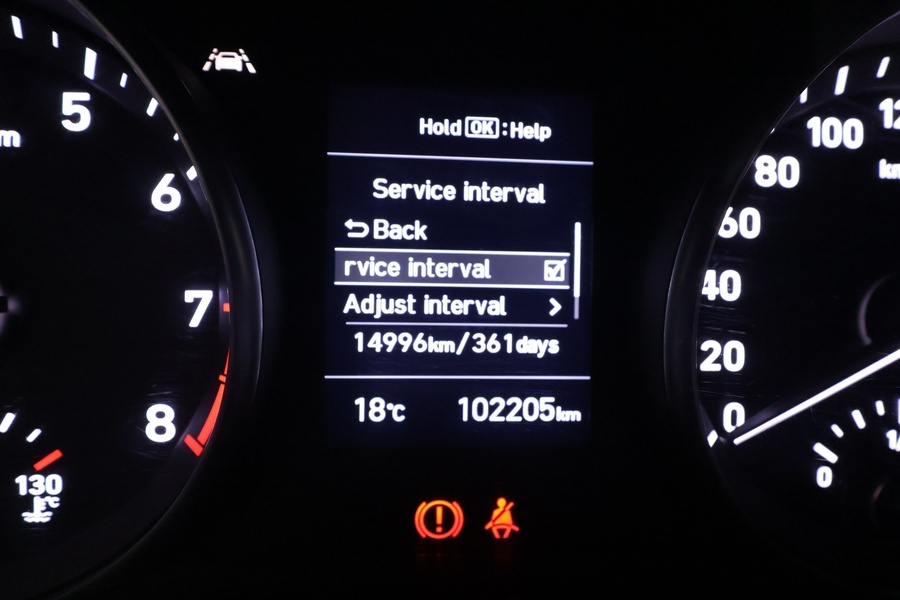 5
6
7
8
130
°C
Hold OK : Help
Service interval
Back
rvice interval
Adjust interval
14996km/361days
18°C 102205km
100
80
60
40
20
0
0